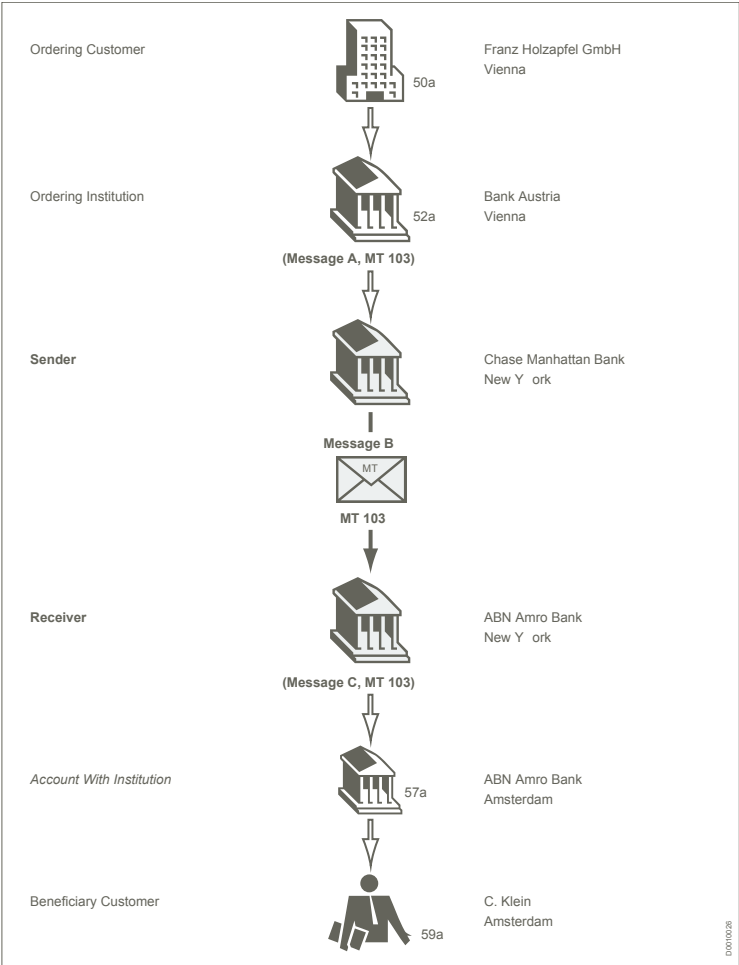 Ordering Customer
50a
Franz Holzapfel GmbH
Vienna
Ordering Institution
52a
Bank Austria
Vienna
(Message A, MT 103)
Sender
Chase Manhattan Bank
New Y ork
Message B
MT
MT 103
Receiver
ABN Amro Bank
New Y ork
(Message C, MT 103)
Account With Institution
57a
ABN Amro Bank
Amsterdam
Beneficiary Customer
59a
C. Klein
Amsterdam
D0010026